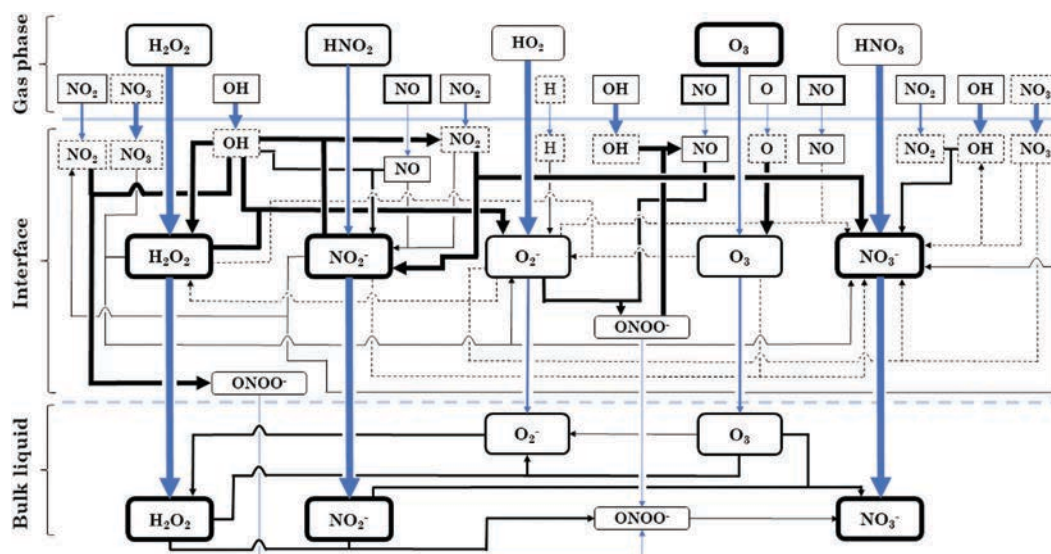 Gas phase
H₂O₂ HNO₂ HO₂ O₃ HNO₃
NO₂ NO₃ OH NO NO₂ H OH NO O NO NO₂ OH NO₃
Interface
NO₂ NO₃ OH NO NO₂ H OH NO O NO NO₂ OH NO₃
H₂O₂ NO₂⁻ O₂⁻ O₃ NO₃⁻
ONOO⁻
ONOO⁻
Bulk liquid
O₂⁻ O₃
H₂O₂ NO₂⁻ ONOO⁻ NO₃⁻